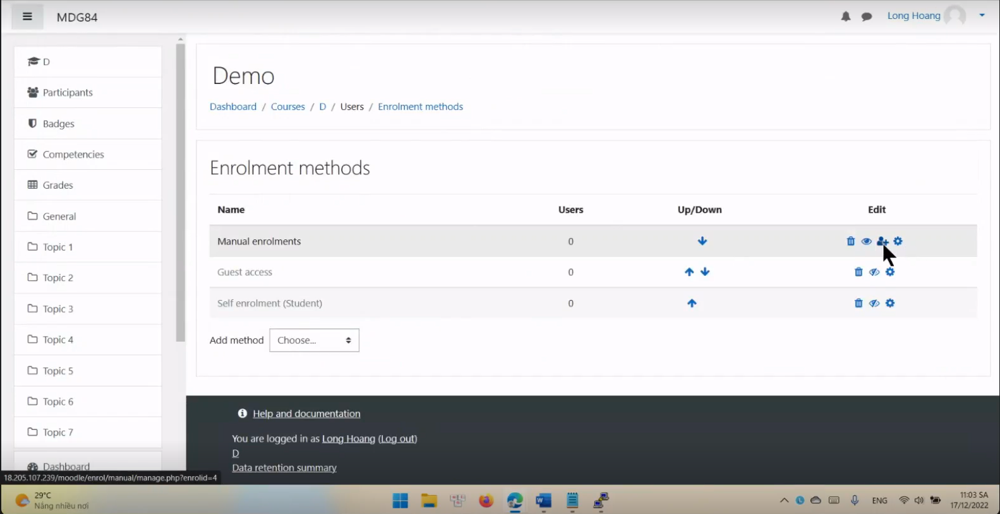 MDG84
Long Hoang
D
Participants
Badges
Competencies
Grades
General
Topic 1
Topic 2
Topic 3
Topic 4
Topic 5
Topic 6
Topic 7
Dashboard
Demo
Dashboard / Courses / D / Users / Enrolment methods
Enrolment methods
Name Users Up/Down Edit
Manual enrolments 0
Guest access 0
Self enrolment (Student) 0
Add method Choose...
Help and documentation
You are logged in as Long Hoang (Log out)
D
Data retention summary
18.205.107.239/moodle/enrol/manual/manage.php?enrolid=4
29°C
Nắng nhiều nơi
ENG
11:03 SA
17/12/2022